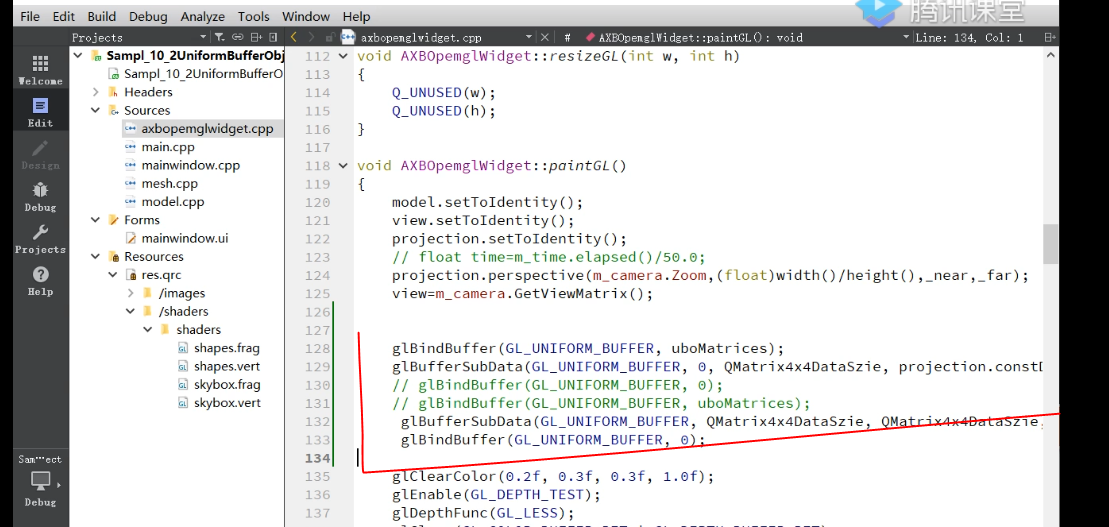 腾讯课堂
File Edit Build Debug Analyze Tools Window Help
Projects axbopemglwidget.cpp # AXBOpemglWidget::paintGL(): void Line: 134, Col: 1
Welcome
Edit
Design
Debug
Projects
Help
Debug
Sampl_10_2UniformBufferObj
Sampl_10_2UniformBufferO
Headers
Sources
axbopemglwidget.cpp
main.cpp
mainwindow.cpp
mesh.cpp
model.cpp
Forms
mainwindow.ui
Resources
res.qrc
/images
/shaders
shaders
shapes.frag
shapes.vert
skybox.frag
skybox.vert
112 void AXBOpemglWidget::resizeGL(int w, int h)
113 {
114 Q_UNUSED(w);
115 Q_UNUSED(h);
116 }
117
118 void AXBOpemglWidget::paintGL()
119 {
120 model.setToIdentity();
121 view.setToIdentity();
122 projection.setToIdentity();
123 // float time=m_time.elapsed()/50.0;
124 projection.perspective(m_camera.Zoom,(float)width()/height(),_near,_far);
125 view=m_camera.GetViewMatrix();
126
127
128 glBindBuffer(GL_UNIFORM_BUFFER, uboMatrices);
129 glBufferSubData(GL_UNIFORM_BUFFER, 0, QMatrix4x4DataSzie, projection.const
130 // glBindBuffer(GL_UNIFORM_BUFFER, 0);
131 // glBindBuffer(GL_UNIFORM_BUFFER, uboMatrices);
132 glBufferSubData(GL_UNIFORM_BUFFER, QMatrix4x4DataSzie, QMatrix4x4DataSzie,
133 glBindBuffer(GL_UNIFORM_BUFFER, 0);
134
135 glClearColor(0.2f, 0.3f, 0.3f, 1.0f);
136 glEnable(GL_DEPTH_TEST);
137 glDepthFunc(GL_LESS);